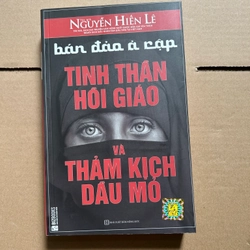 NGUYỄN HIẾN LÊ
bán đảo ả rập
TINH THẦN
HỒI GIÁO
VÀ
THẢM KỊCH
DẦU MỎ